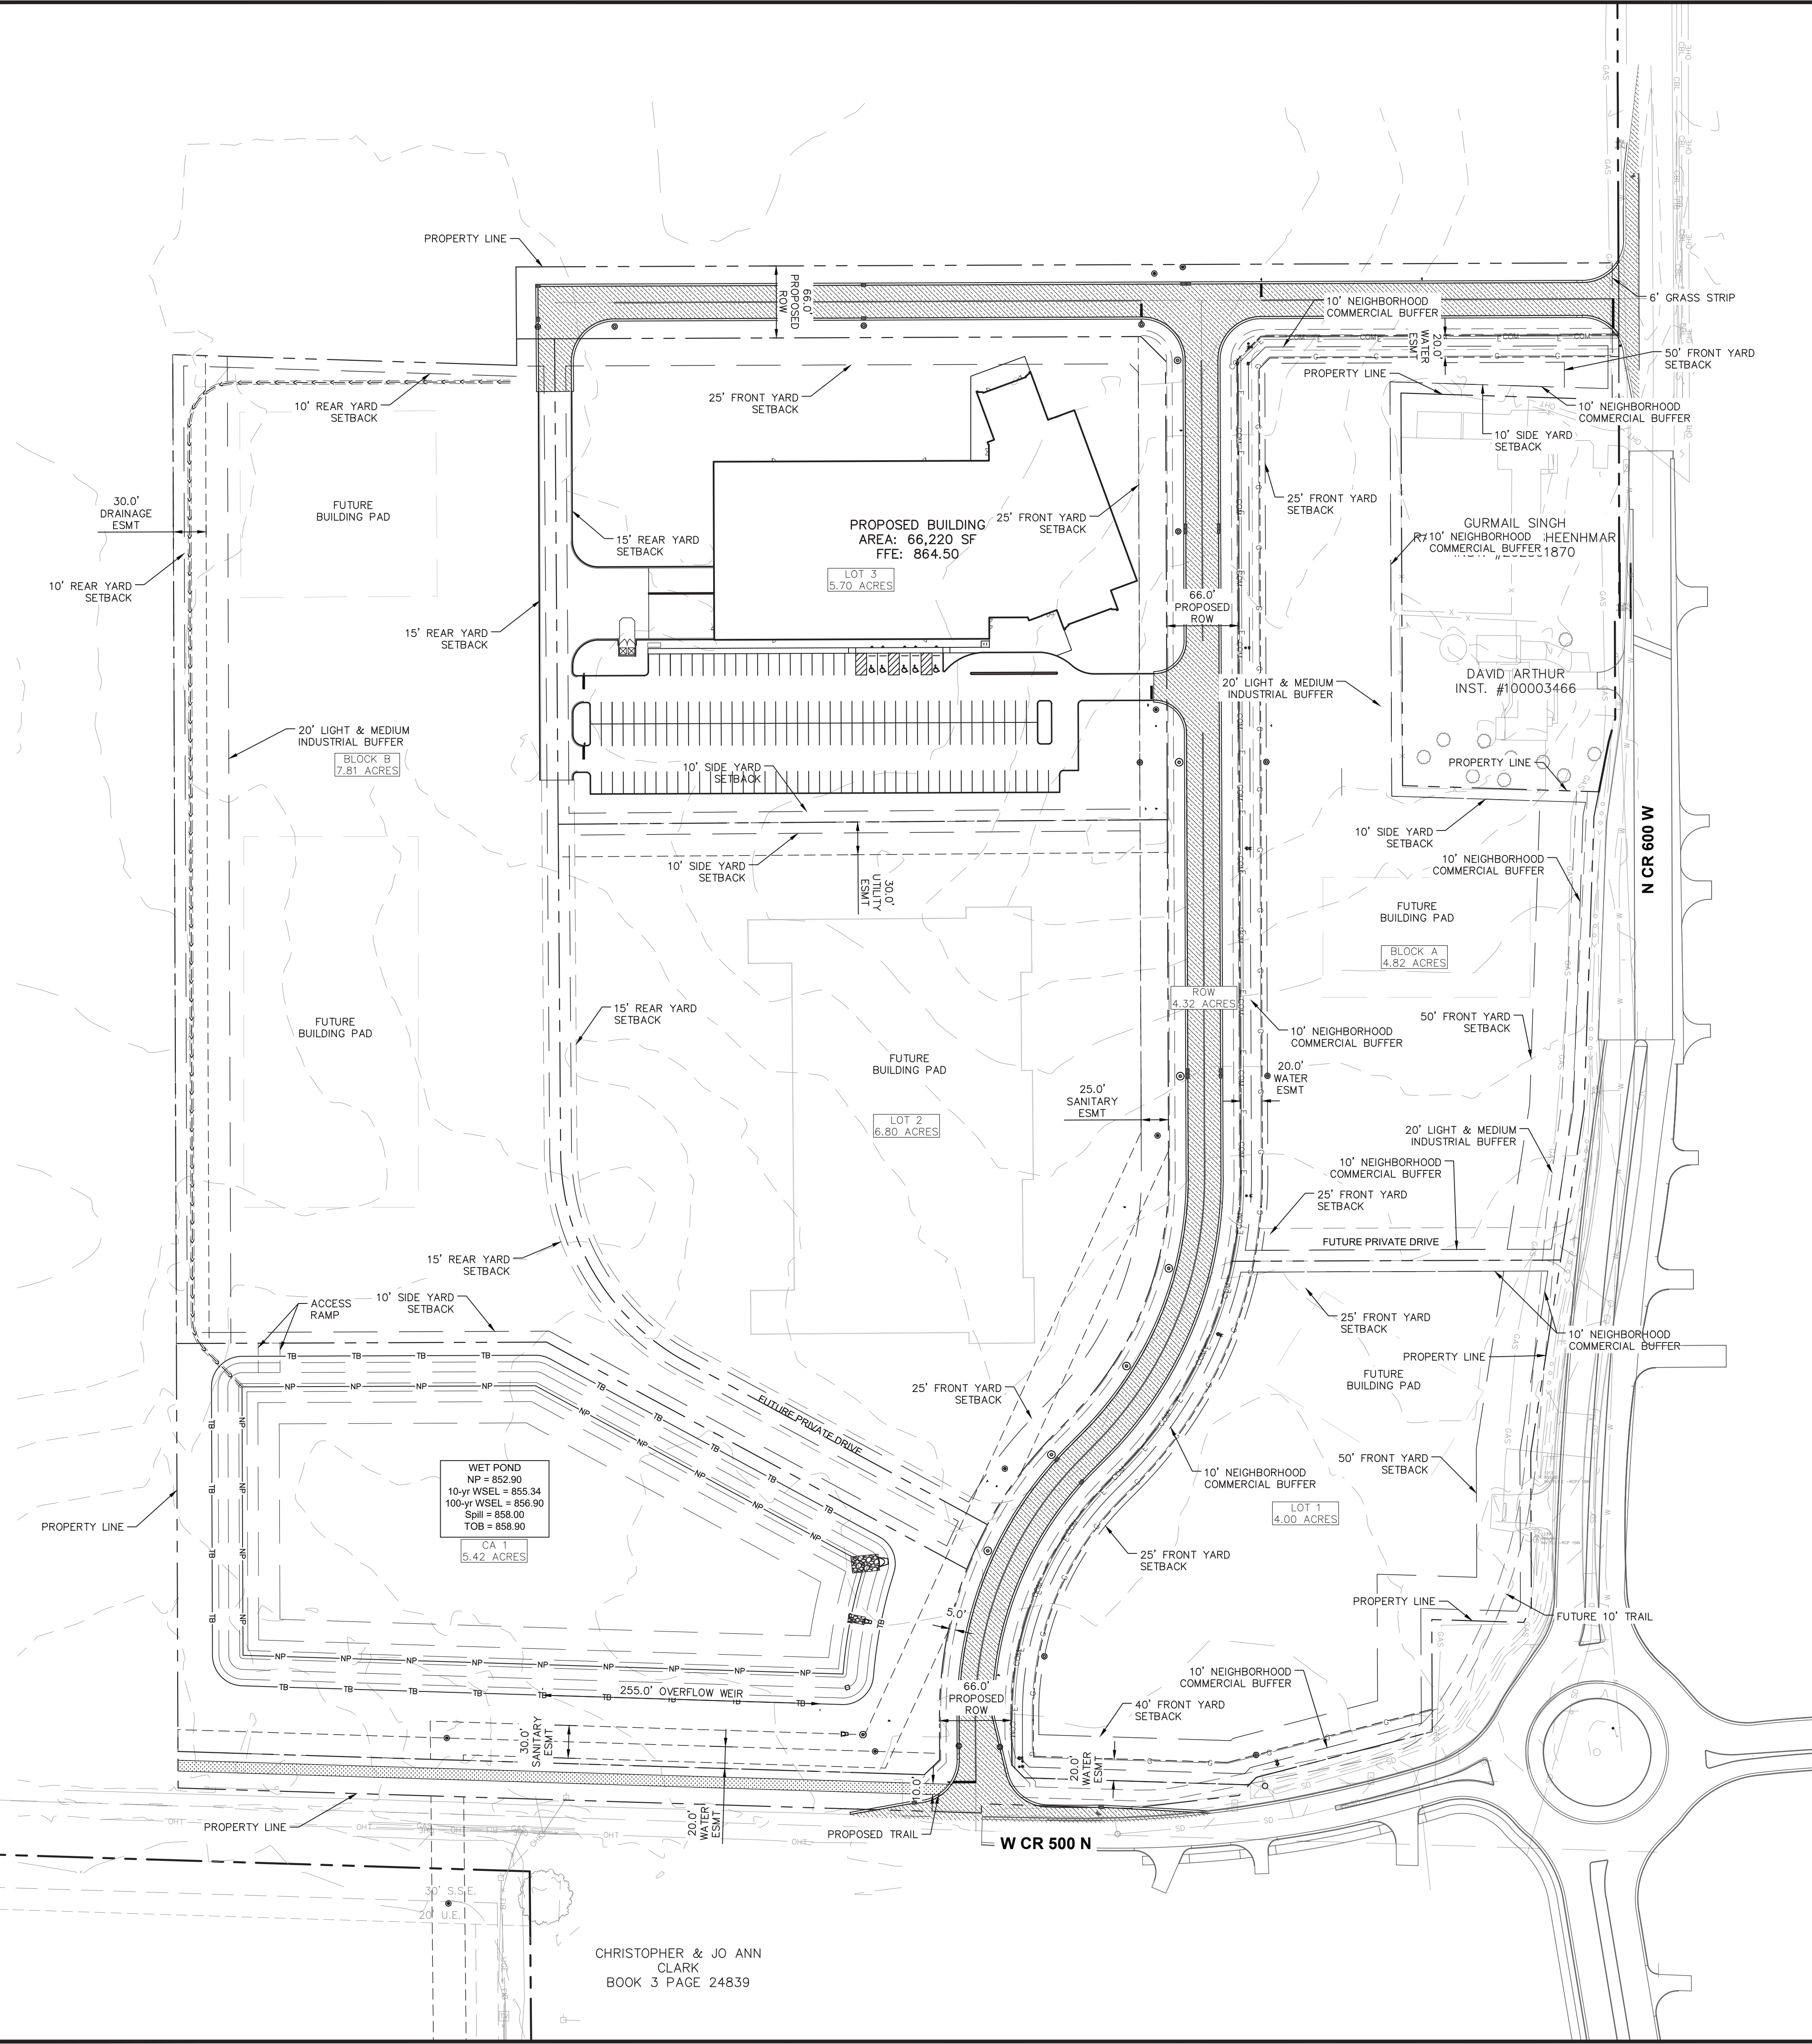 PROPERTY LINE
66.0'
PROPOSED
ROW
10' NEIGHBORHOOD
COMMERCIAL BUFFER
6' GRASS STRIP
20.0'
WATER
ESMT
50' FRONT YARD
SETBACK
PROPERTY LINE
10' REAR YARD
SETBACK
25' FRONT YARD
SETBACK
10' NEIGHBORHOOD
COMMERCIAL BUFFER
10' SIDE YARD
SETBACK
30.0'
DRAINAGE
ESMT
FUTURE
BUILDING PAD
15' REAR YARD
SETBACK
PROPOSED BUILDING
AREA: 66,220 SF
FFE: 864.50
LOT 3
5.70 ACRES
25' FRONT YARD
SETBACK
25' FRONT YARD
SETBACK
GURMAIL SINGH
10' NEIGHBORHOOD
COMMERCIAL BUFFER
10' REAR YARD
SETBACK
15' REAR YARD
SETBACK
66.0'
PROPOSED
ROW
20' LIGHT & MEDIUM
INDUSTRIAL BUFFER
DAVID ARTHUR
INST. #100003466
20' LIGHT & MEDIUM
INDUSTRIAL BUFFER
BLOCK B
7.81 ACRES
10' SIDE YARD
SETBACK
PROPERTY LINE
10' SIDE YARD
SETBACK
10' SIDE YARD
SETBACK
30.0'
UTILITY
ESMT
10' NEIGHBORHOOD
COMMERCIAL BUFFER
N CR 600 W
FUTURE
BUILDING PAD
BLOCK A
4.82 ACRES
ROW
4.32 ACRES
FUTURE
BUILDING PAD
15' REAR YARD
SETBACK
50' FRONT YARD
SETBACK
10' NEIGHBORHOOD
COMMERCIAL BUFFER
FUTURE
BUILDING PAD
20.0'
WATER
ESMT
25.0'
SANITARY
ESMT
LOT 2
6.80 ACRES
20' LIGHT & MEDIUM
INDUSTRIAL BUFFER
10' NEIGHBORHOOD
COMMERCIAL BUFFER
25' FRONT YARD
SETBACK
FUTURE PRIVATE DRIVE
15' REAR YARD
SETBACK
ACCESS
RAMP
10' SIDE YARD
SETBACK
25' FRONT YARD
SETBACK
10' NEIGHBORHOOD
COMMERCIAL BUFFER
PROPERTY LINE
FUTURE
BUILDING PAD
25' FRONT YARD
SETBACK
FUTURE PRIVATE DRIVE
50' FRONT YARD
SETBACK
WET POND
NP = 852.90
10-yr WSEL = 855.34
100-yr WSEL = 856.90
Spill = 858.00
TOB = 858.90
CA 1
5.42 ACRES
PROPERTY LINE
10' NEIGHBORHOOD
COMMERCIAL BUFFER
LOT 1
4.00 ACRES
25' FRONT YARD
SETBACK
PROPERTY LINE
FUTURE 10' TRAIL
5.0'
10' NEIGHBORHOOD
COMMERCIAL BUFFER
66.0'
PROPOSED
ROW
255.0' OVERFLOW WEIR
40' FRONT YARD
SETBACK
30.0'
SANITARY
ESMT
20.0'
WATER
ESMT
10.0'
20.0'
WATER
ESMT
PROPERTY LINE
PROPOSED TRAIL
W CR 500 N
30' S.S.E.
20' U.E.
CHRISTOPHER & JO ANN
CLARK
BOOK 3 PAGE 24839